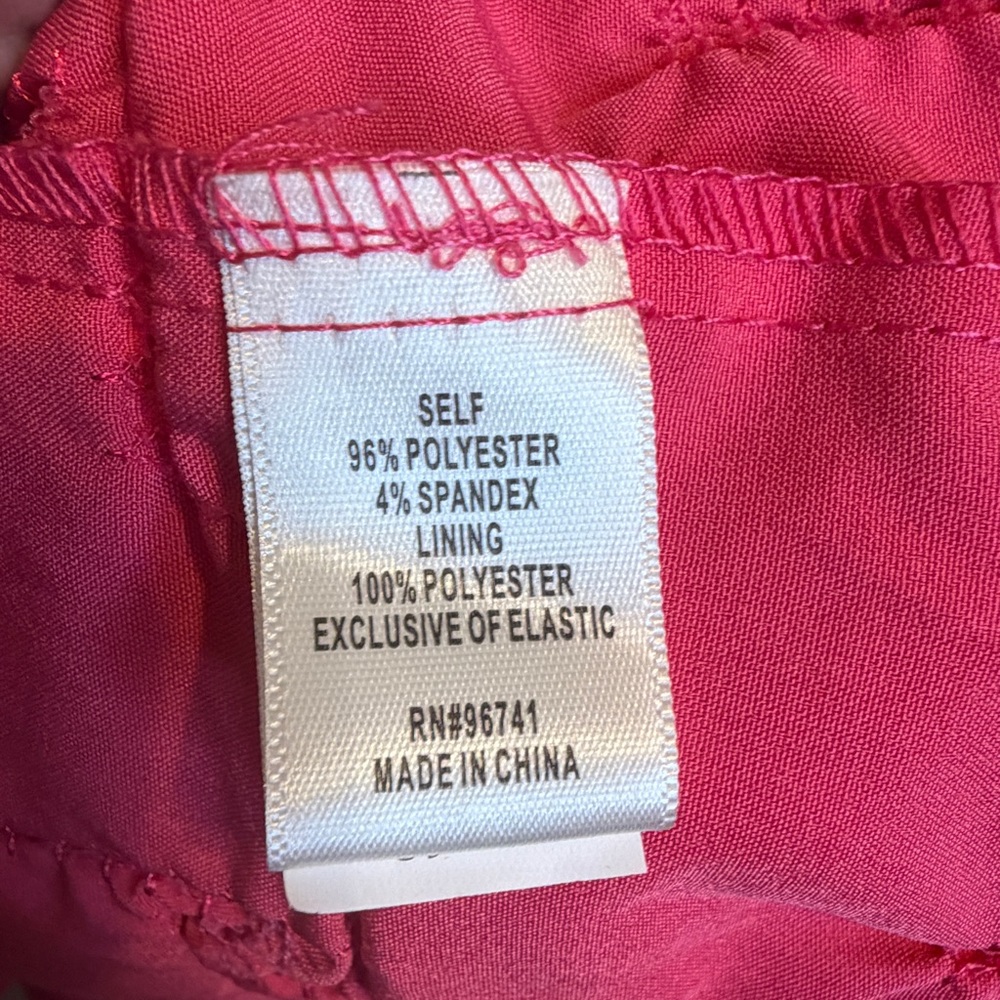 SELF
96% POLYESTER
4% SPANDEX
LINING
100% POLYESTER
EXCLUSIVE OF ELASTIC
RN#96741
MADE IN CHINA